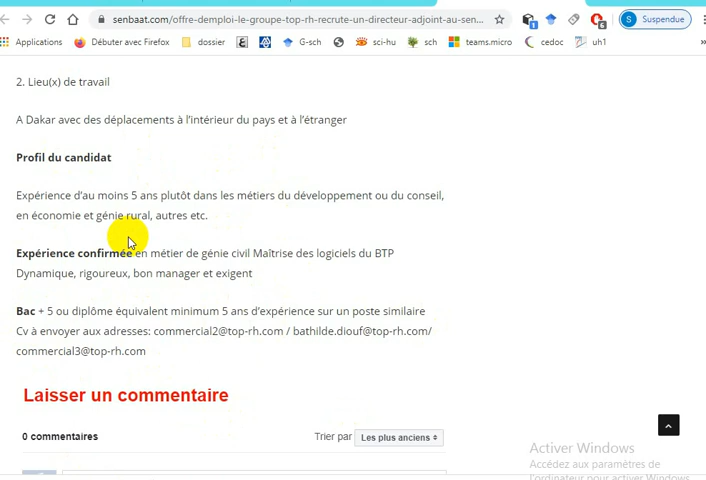 senbaat.com/offre-demploi-le-groupe-top-rh-recrute-un-directeur-adjoint-au-sen...
1
6
S Suspendue
Applications Débuter avec Firefox dossier G-sch sci-hu sch teams.micro cedoc uh1 »
2. Lieu(x) de travail
A Dakar avec des déplacements à l'intérieur du pays et à l'étranger
Profil du candidat
Expérience d'au moins 5 ans plutôt dans les métiers du développement ou du conseil,
en économie et génie rural, autres etc.
Expérience confirmée en métier de génie civil Maîtrise des logiciels du BTP
Dynamique, rigoureux, bon manager et exigent
Bac + 5 ou diplôme équivalent minimum 5 ans d'expérience sur un poste similaire
Cv à envoyer aux adresses: commercial2@top-rh.com / bathilde.diouf@top-rh.com/
commercial3@top-rh.com
Laisser un commentaire
0 commentaires
Trier par Les plus anciens
Activer Windows
Accédez aux paramètres de
l'ordinateur pour activer Windows